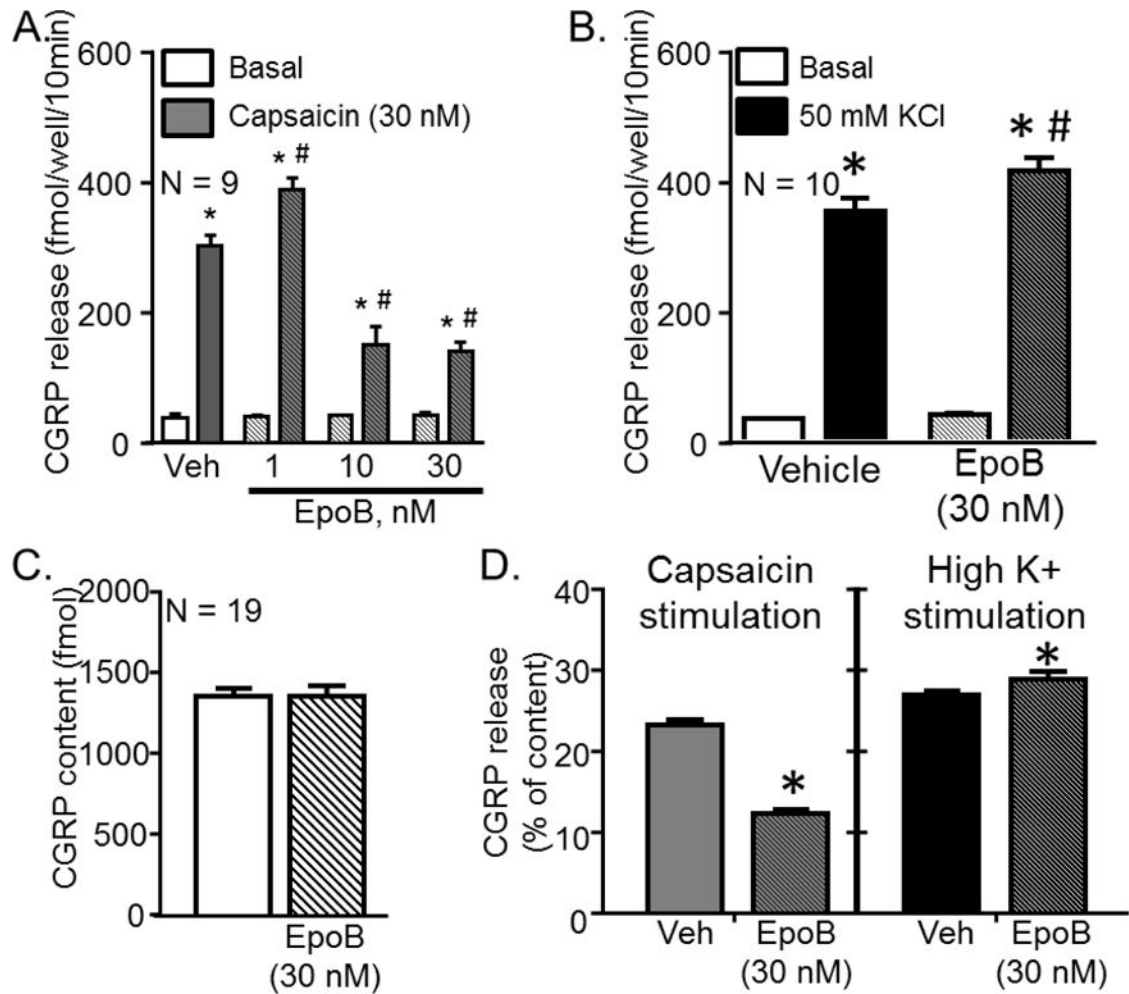 A.
CGRP release (fmol/well/10min)
600
400
200
0
Basal
Capsaicin (30 nM)
N = 9
*
* #
* #
* #
Veh
1
10
30
EpoB, nM
B.
CGRP release (fmol/well/10min)
600
400
200
0
Basal
50 mM KCl
N = 10
*
* #
Vehicle
EpoB
(30 nM)
C.
CGRP content (fmol)
2000
1500
1000
500
0
N = 19
EpoB
(30 nM)
D.
CGRP release
(% of content)
40
30
20
10
0
Capsaicin
stimulation
High K+
stimulation
*
*
Veh
EpoB
(30 nM)
Veh
EpoB
(30 nM)